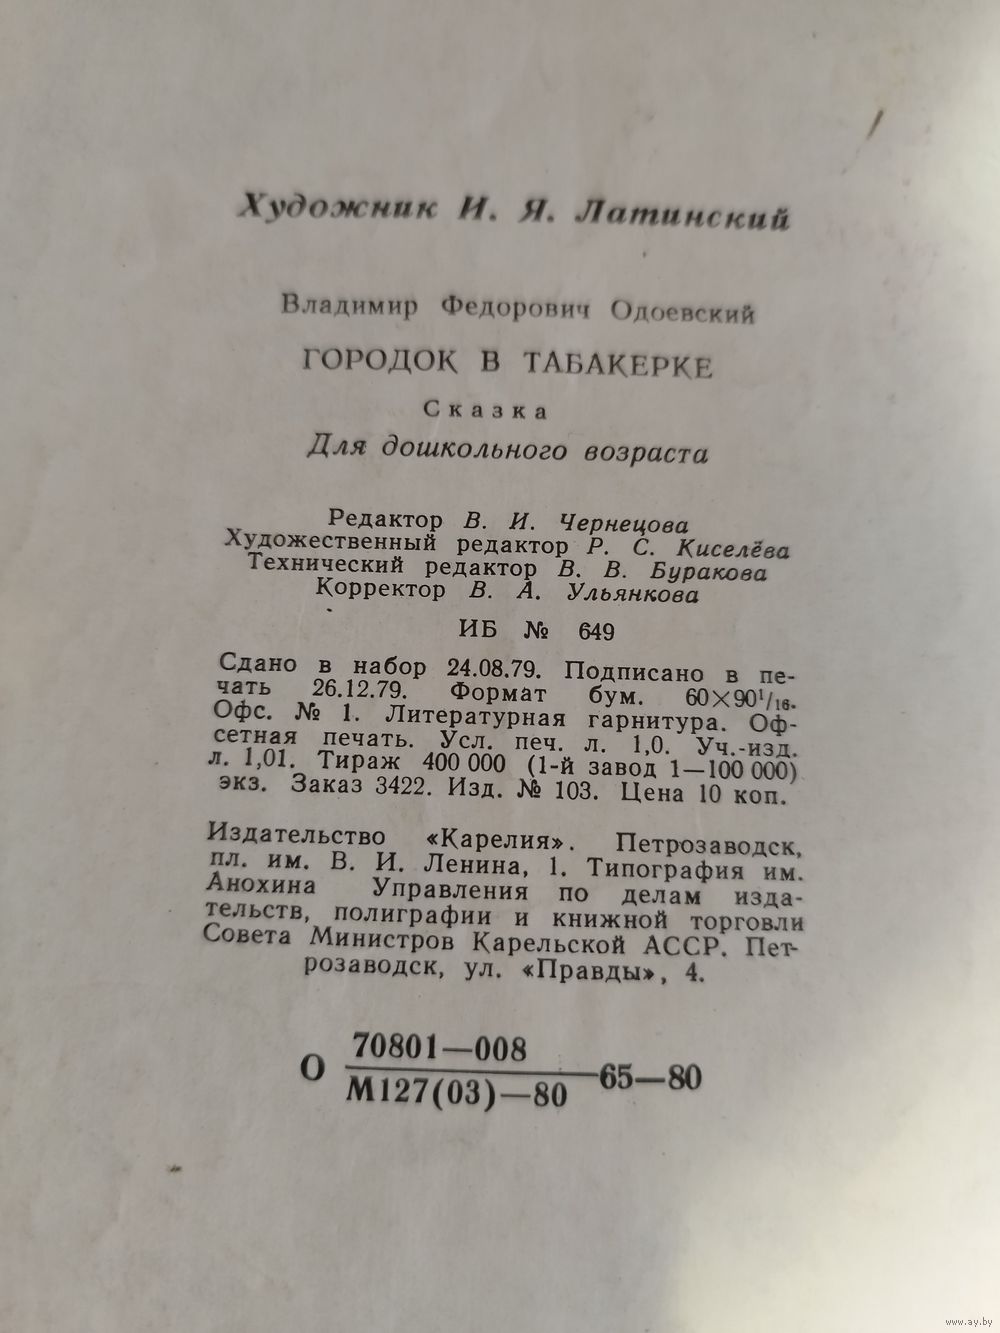 Художник И. Я. Латинский
Владимир Федорович Одоевский
ГОРОДОК В ТАБАКЕРКЕ
Сказка
Для дошкольного возраста
Редактор В. И. Чернецова
Художественный редактор Р. С. Киселёва
Технический редактор В. В. Буракова
Корректор В. А. Ульянкова
ИБ № 649
Сдано в набор 24.08.79. Подписано в пе-
чать 26.12.79. Формат бум. 60×90¹/₁₆.
Офс. № 1. Литературная гарнитура. Оф-
сетная печать. Усл. печ. л. 1,0. Уч.-изд.
л. 1,01. Тираж 400 000 (1-й завод 1—100 000)
экз. Заказ 3422. Изд. № 103. Цена 10 коп.
Издательство «Карелия». Петрозаводск,
пл. им. В. И. Ленина, 1. Типография им.
Анохина Управления по делам изда-
тельств, полиграфии и книжной торговли
Совета Министров Карельской АССР. Пет-
розаводск, ул. «Правды», 4.
О 70801—008
М127(03)—80 —65—80
www.ay.by